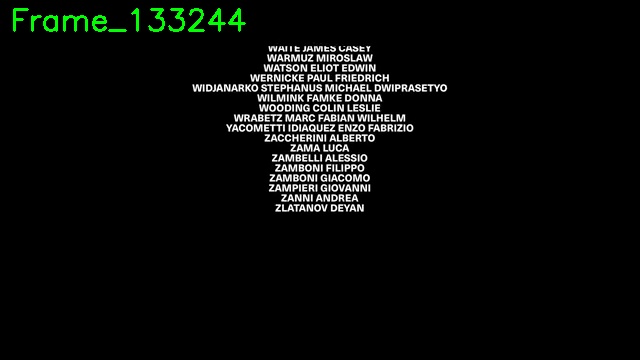 Frame_133244
WAITE JAMES CASEY
WARMUZ MIROSLAW
WATSON ELIOT EDWIN
WERNICKE PAUL FRIEDRICH
WIDJANARKO STEPHANUS MICHAEL DWIPRASETYO
WILMINK FAMKE DONNA
WOODING COLIN LESLIE
WRABETZ MARC FABIAN WILHELM
YACOMETTI IDIAQUEZ ENZO FABRIZIO
ZACCHERINI ALBERTO
ZAMA LUCA
ZAMBELLI ALESSIO
ZAMBONI FILIPPO
ZAMBONI GIACOMO
ZAMPIERI GIOVANNI
ZANNI ANDREA
ZLATANOV DEYAN